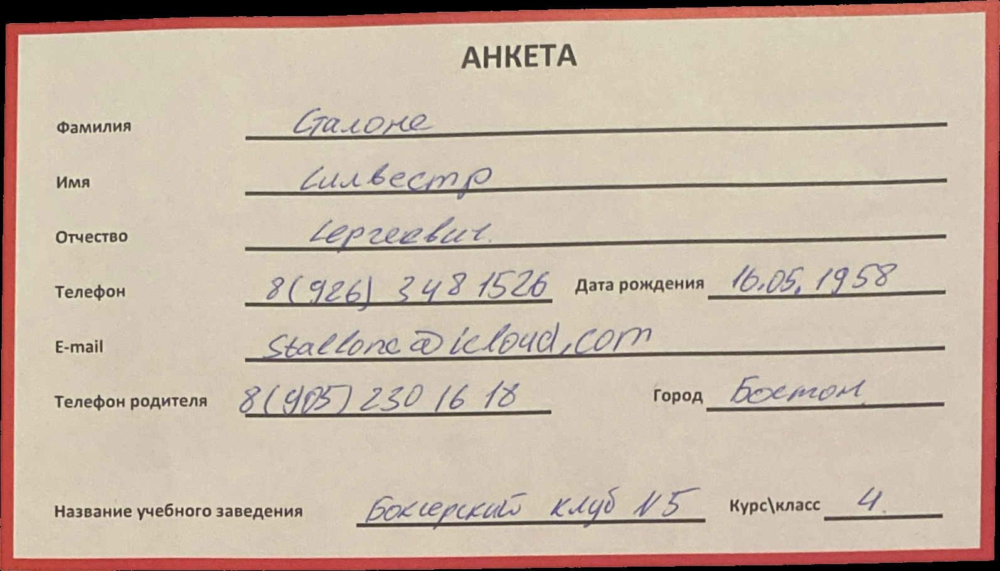 АНКЕТА
Фамилия Сталоне
Имя Силвестр
Отчество Сергеевич
Телефон 8(926) 348 1526 Дата рождения 16.05.1958
E-mail Stallone@icloud.com
Телефон родителя 8(905) 230 16 18 Город Бостон
Название учебного заведения Боксерский клуб N5 Курс\класс 4